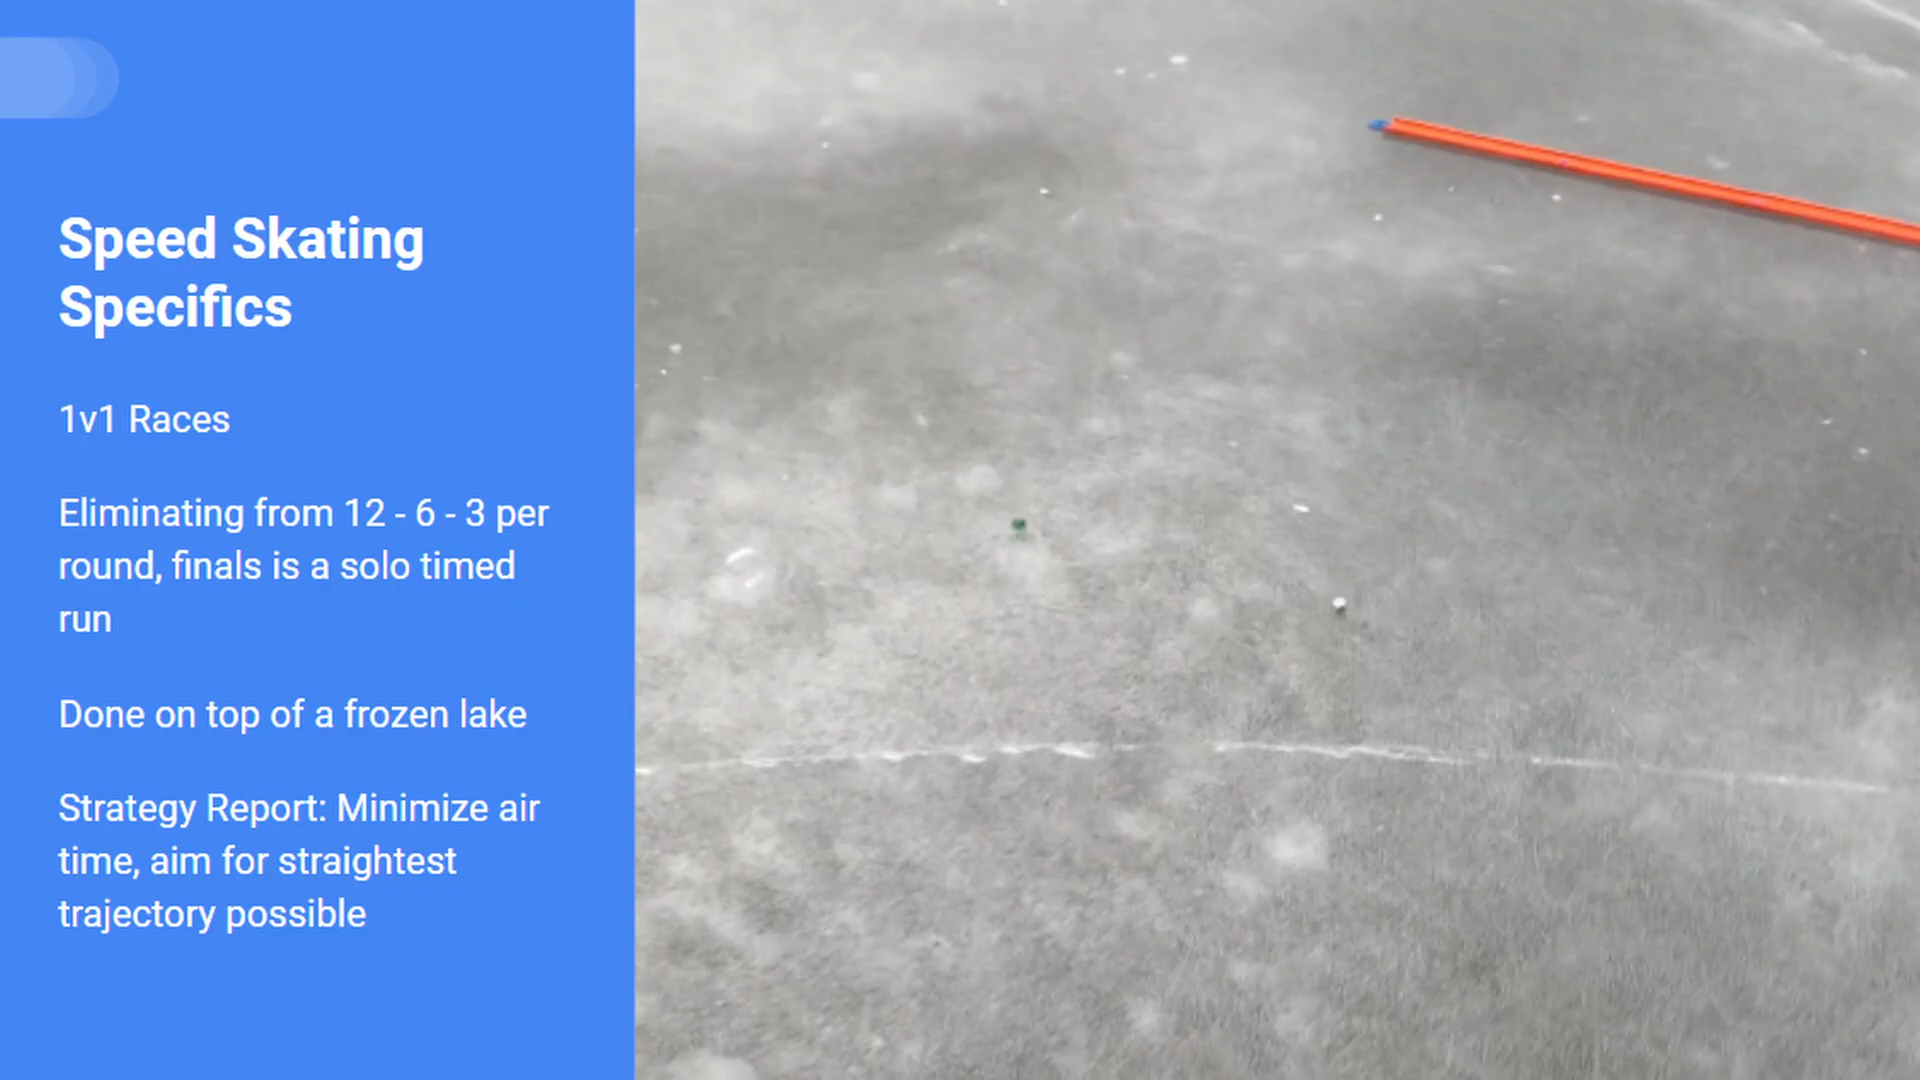 Speed Skating
Specifics
1v1 Races
Eliminating from 12 - 6 - 3 per
round, finals is a solo timed
run
Done on top of a frozen lake
Strategy Report: Minimize air
time, aim for straightest
trajectory possible